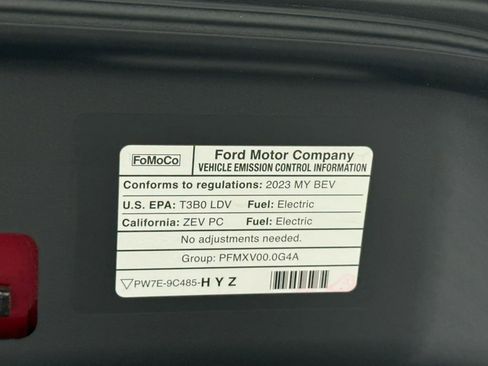 FoMoCo
Ford Motor Company
VEHICLE EMISSION CONTROL INFORMATION
Conforms to regulations: 2023 MY BEV
U.S. EPA: T3B0 LDV Fuel: Electric
California: ZEV PC Fuel: Electric
No adjustments needed.
Group: PFMXV00.0G4A
PW7E-9C485-HYZ